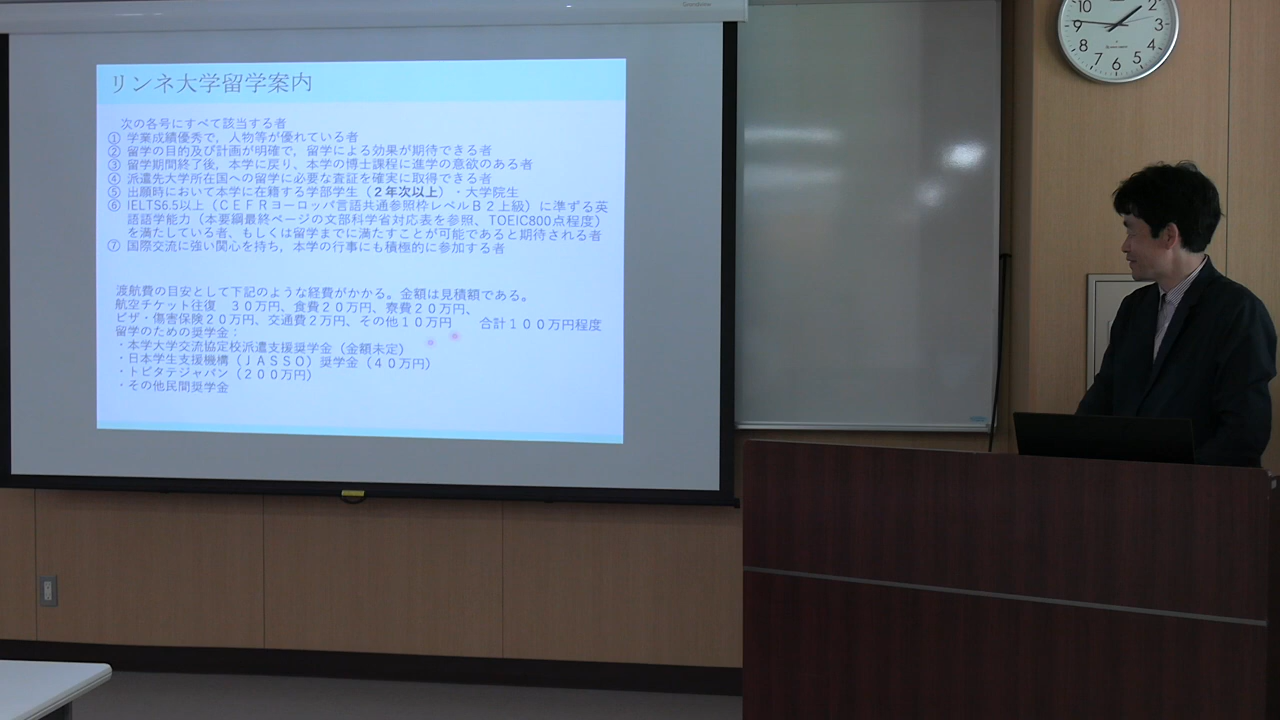 リンネ大学留学案内
次の各号にすべて該当する者
① 学業成績優秀で，人物等が優れている者
② 留学の目的及び計画が明確で，留学による効果が期待できる者
③ 留学期間終了後，本学に戻り、本学の博士課程に進学の意欲のある者
④ 派遣先大学所在国への留学に必要な査証を確実に取得できる者
⑤ 出願時において本学に在籍する学部学生（２年次以上）・大学院生
⑥ IELTS6.5以上（ＣＥＦＲヨーロッパ言語共通参照枠レベルＢ２上級）に準ずる英
語語学能力（本要綱最終ページの文部科学省対応表を参照、TOEIC800点程度）
を満たしている者、もしくは留学までに満たすことが可能であると期待される者
⑦ 国際交流に強い関心を持ち，本学の行事にも積極的に参加する者
渡航費の目安として下記のような経費がかかる。金額は見積額である。
航空チケット往復　３０万円、食費２０万円、寮費２０万円、
ビザ・傷害保険２０万円、交通費２万円、その他１０万円　　合計１００万円程度
留学のための奨学金：
・本学大学交流協定校派遣支援奨学金（金額未定）
・日本学生支援機構（ＪＡＳＳＯ）奨学金（４０万円）
・トビタテジャパン（２００万円）
・その他民間奨学金
10 2
9 3
8 4
7 6 5